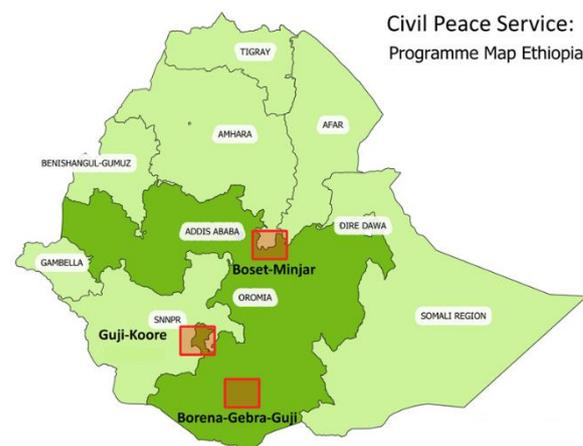 Civil Peace Service:
Programme Map Ethiopia
TIGRAY
AFAR
AMHARA
BENISHANGUL-GUMUZ
ADDIS ABABA
DIRE DAWA
GAMBELLA
Boset-Minjar
OROMIA
SNNPR
SOMALI REGION
Guji-Koore
Borena-Gebra-Guji